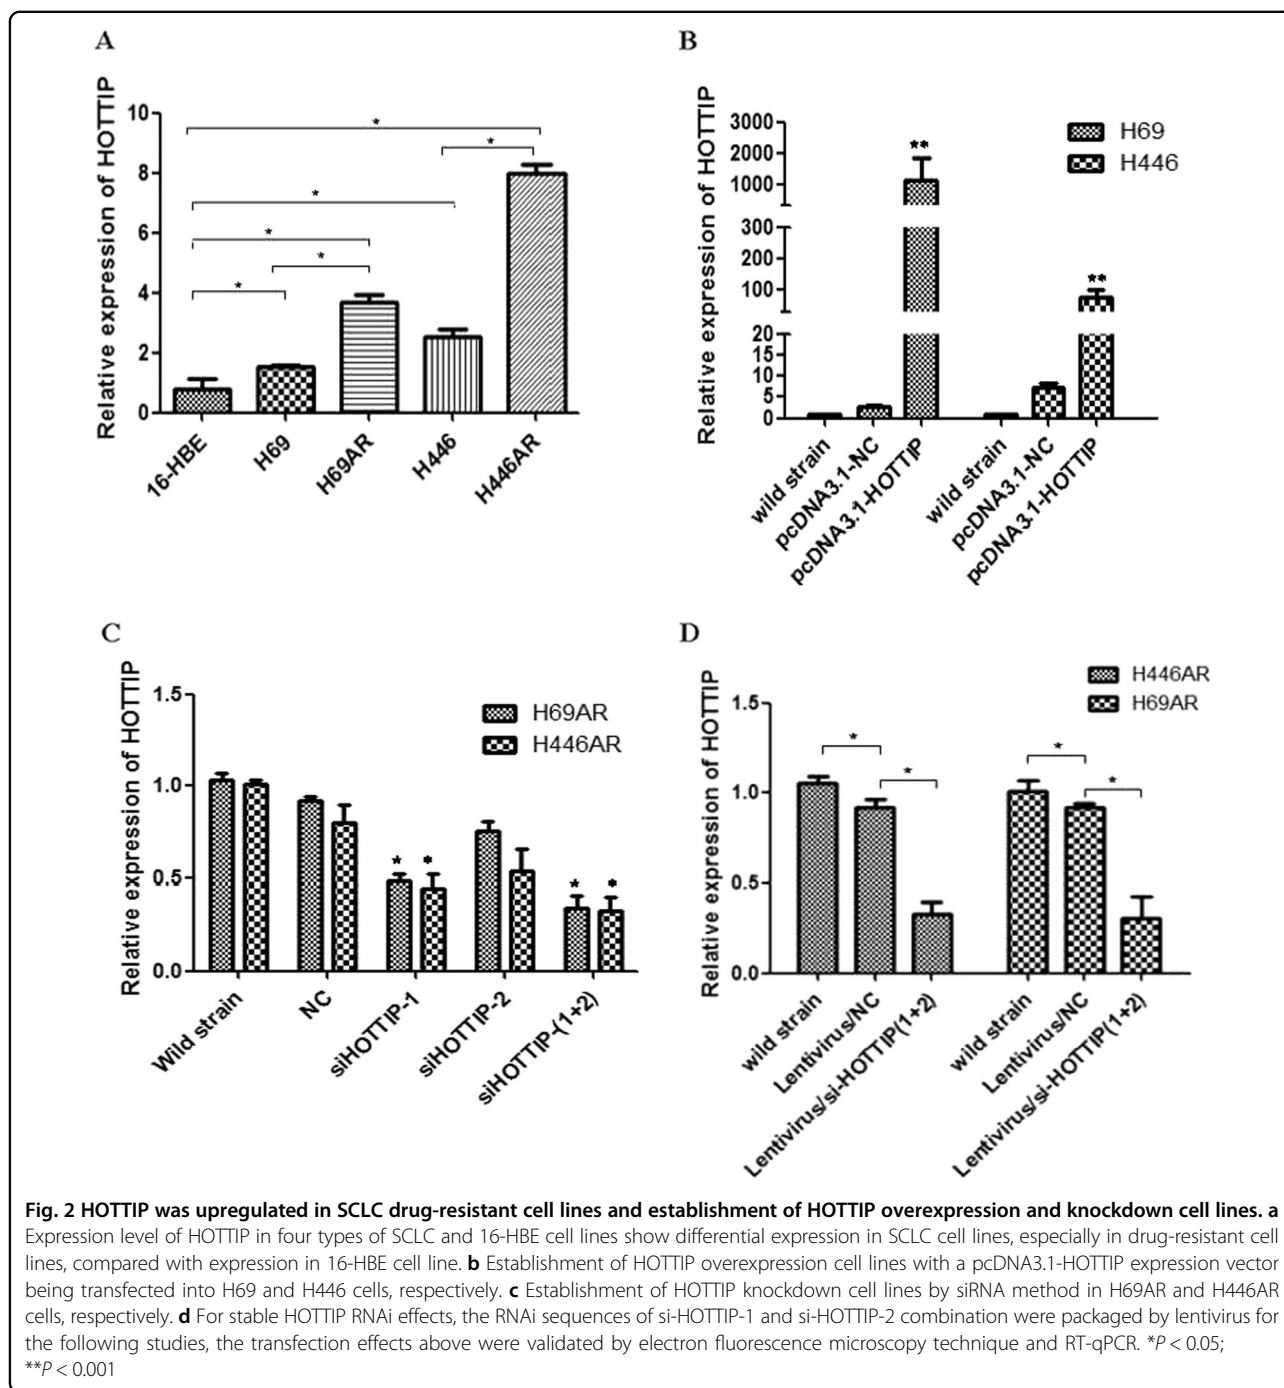 A
Relative expression of HOTTIP
10
8
6
4
2
0
*
*
*
*
*
*
16-HBE
H69
H69AR
H446
H446AR
B
Relative expression of HOTTIP
3000
2000
1000
300
200
100
20
15
10
5
0
H69
H446
**
**
wild strain
pcDNA3.1-NC
pcDNA3.1-HOTTIP
wild strain
pcDNA3.1-NC
pcDNA3.1-HOTTIP
C
Relative expression of HOTTIP
1.5
1.0
0.5
0.0
H69AR
H446AR
*
*
*
*
Wild strain
NC
siHOTTIP-1
siHOTTIP-2
siHOTTIP-(1+2)
D
Relative expression of HOTTIP
1.5
1.0
0.5
0.0
H446AR
H69AR
*
*
*
*
wild strain
Lentivirus/NC
Lentivirus/si-HOTTIP(1+2)
wild strain
Lentivirus/NC
Lentivirus/si-HOTTIP(1+2)
Fig. 2 HOTTIP was upregulated in SCLC drug-resistant cell lines and establishment of HOTTIP overexpression and knockdown cell lines. a
Expression level of HOTTIP in four types of SCLC and 16-HBE cell lines show differential expression in SCLC cell lines, especially in drug-resistant cell
lines, compared with expression in 16-HBE cell line. b Establishment of HOTTIP overexpression cell lines with a pcDNA3.1-HOTTIP expression vector
being transfected into H69 and H446 cells, respectively. c Establishment of HOTTIP knockdown cell lines by siRNA method in H69AR and H446AR
cells, respectively. d For stable HOTTIP RNAi effects, the RNAi sequences of si-HOTTIP-1 and si-HOTTIP-2 combination were packaged by lentivirus for
the following studies, the transfection effects above were validated by electron fluorescence microscopy technique and RT-qPCR. *P < 0.05;
**P < 0.001